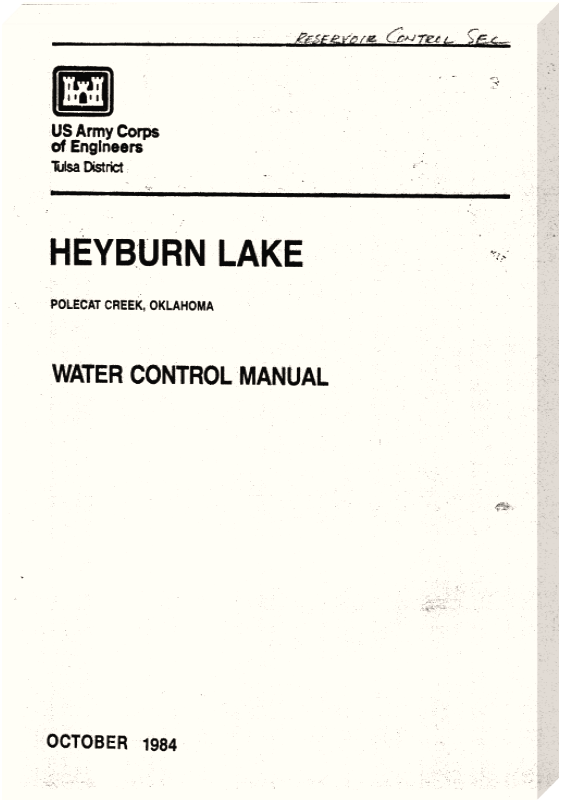 RESERVOIR CONTROL SEC
US Army Corps
of Engineers
Tulsa District
HEYBURN LAKE
POLECAT CREEK, OKLAHOMA
WATER CONTROL MANUAL
OCTOBER 1984